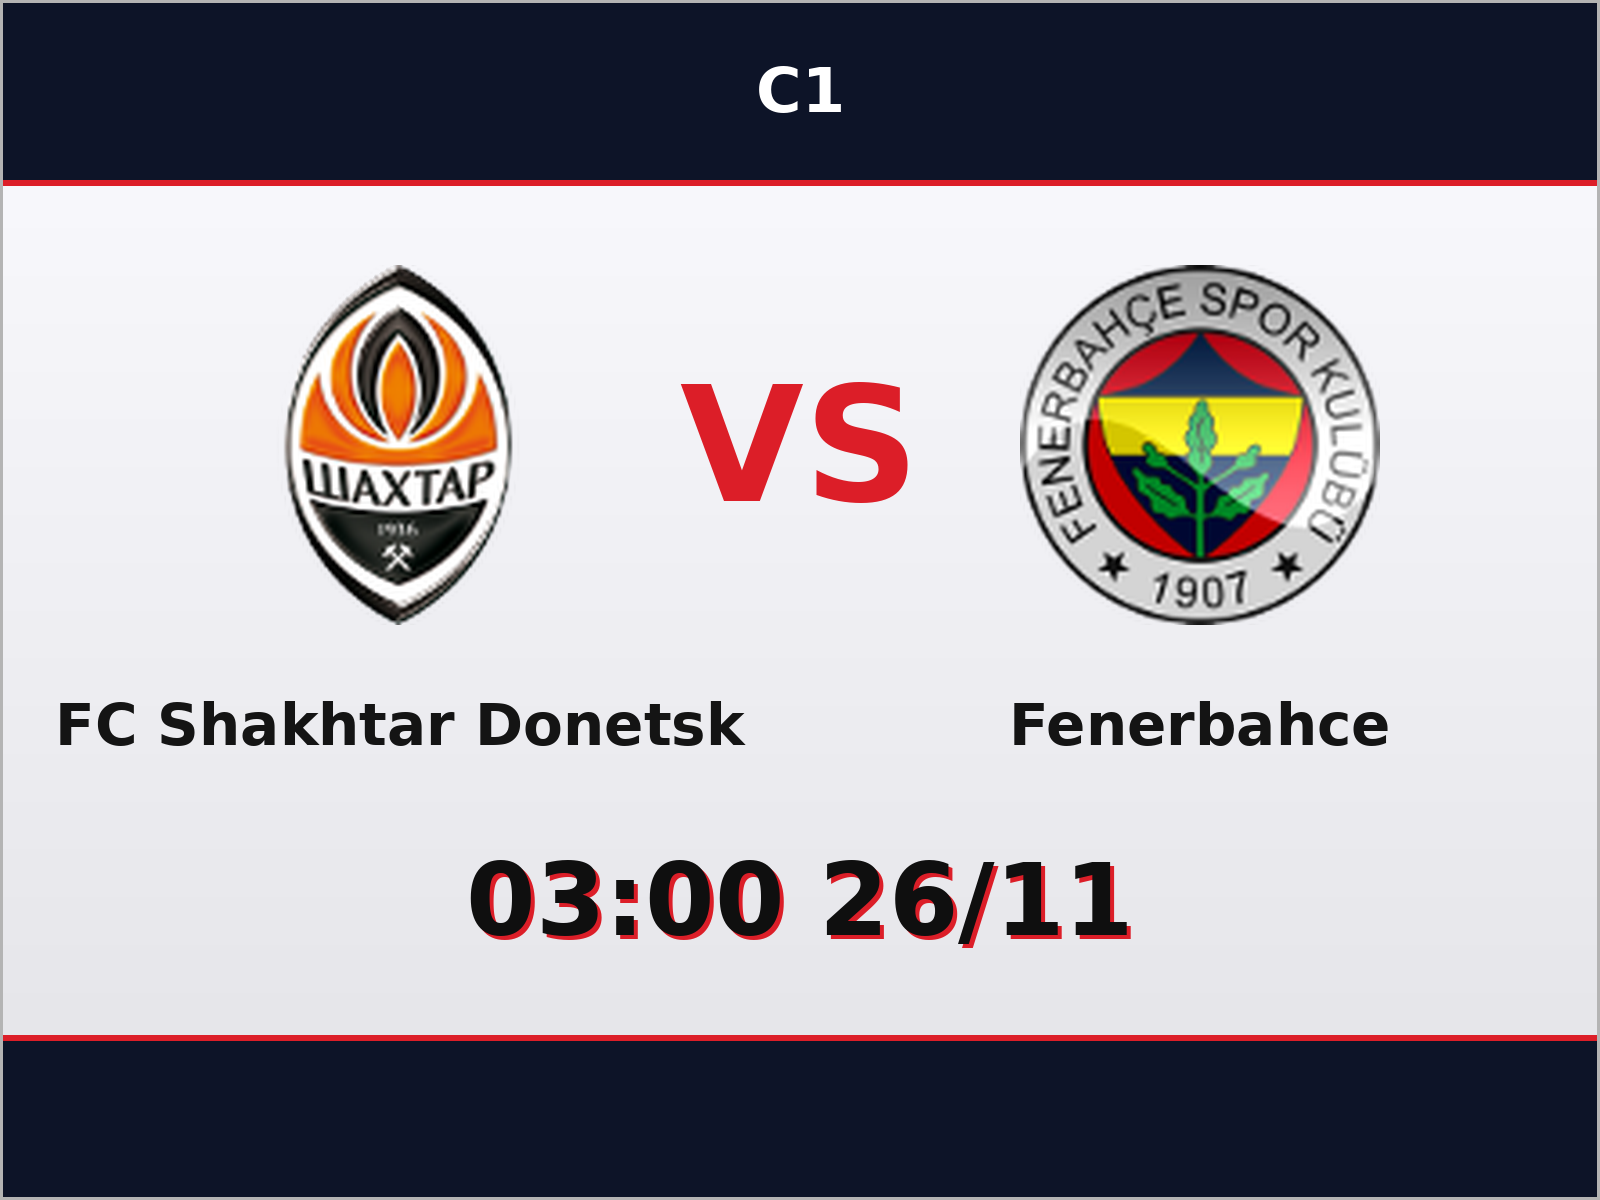 C1
VS
ШАХТАР
1936
FENERBAHÇE SPOR KULÜBÜ
1907
FC Shakhtar Donetsk
Fenerbahce
03:00 26/11